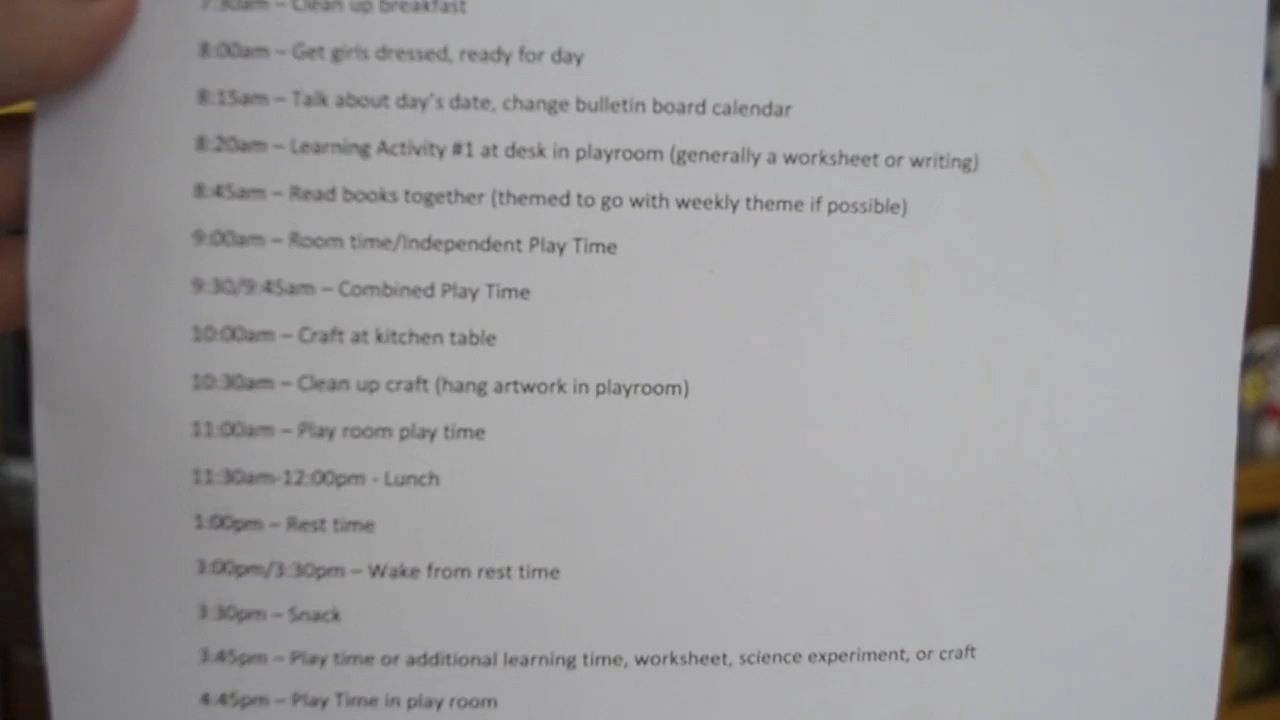 7:30am – Clean up breakfast
8:00am – Get girls dressed, ready for day
8:15am – Talk about day's date, change bulletin board calendar
8:20am – Learning Activity #1 at desk in playroom (generally a worksheet or writing)
8:45am – Read books together (themed to go with weekly theme if possible)
9:00am – Room time/Independent Play Time
9:30/9:45am – Combined Play Time
10:00am – Craft at kitchen table
10:30am – Clean up craft (hang artwork in playroom)
11:00am – Play room play time
11:30am-12:00pm - Lunch
1:00pm – Rest time
3:00pm/3:30pm – Wake from rest time
3:30pm – Snack
3:45pm – Play time or additional learning time, worksheet, science experiment, or craft
4:45pm – Play Time in play room